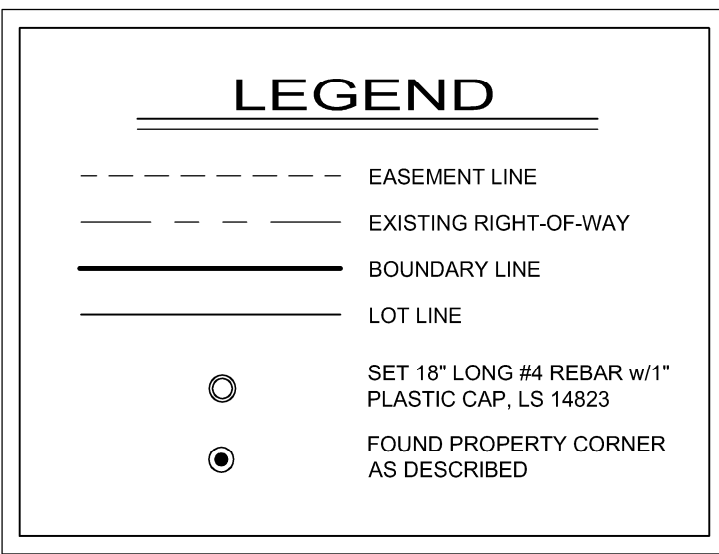 LEGEND
EASEMENT LINE
EXISTING RIGHT-OF-WAY
BOUNDARY LINE
LOT LINE
SET 18" LONG #4 REBAR w/1"
PLASTIC CAP, LS 14823
FOUND PROPERTY CORNER
AS DESCRIBED